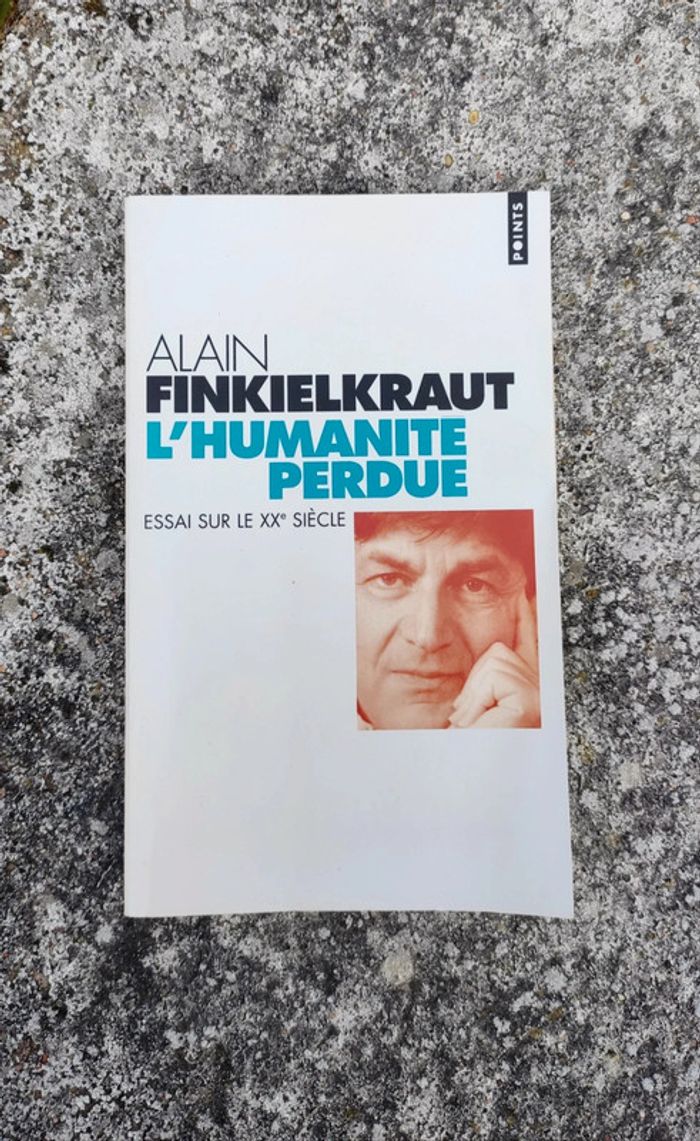 POINTS
ALAIN
FINKIELKRAUT
L'HUMANITE
PERDUE
ESSAI SUR LE XXe SIÈCLE